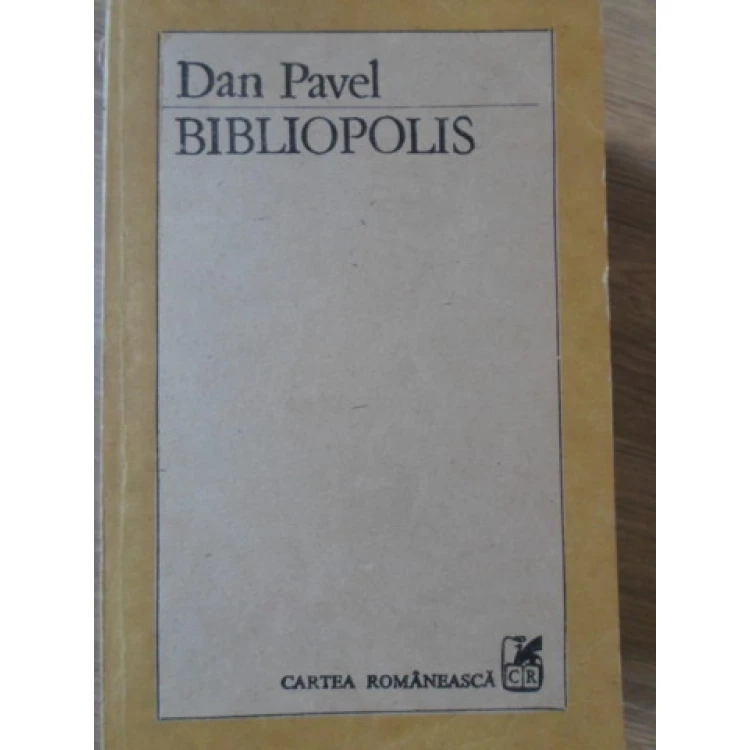 Dan Pavel
BIBLIOPOLIS
CARTEA ROMÂNEASCĂ
CR